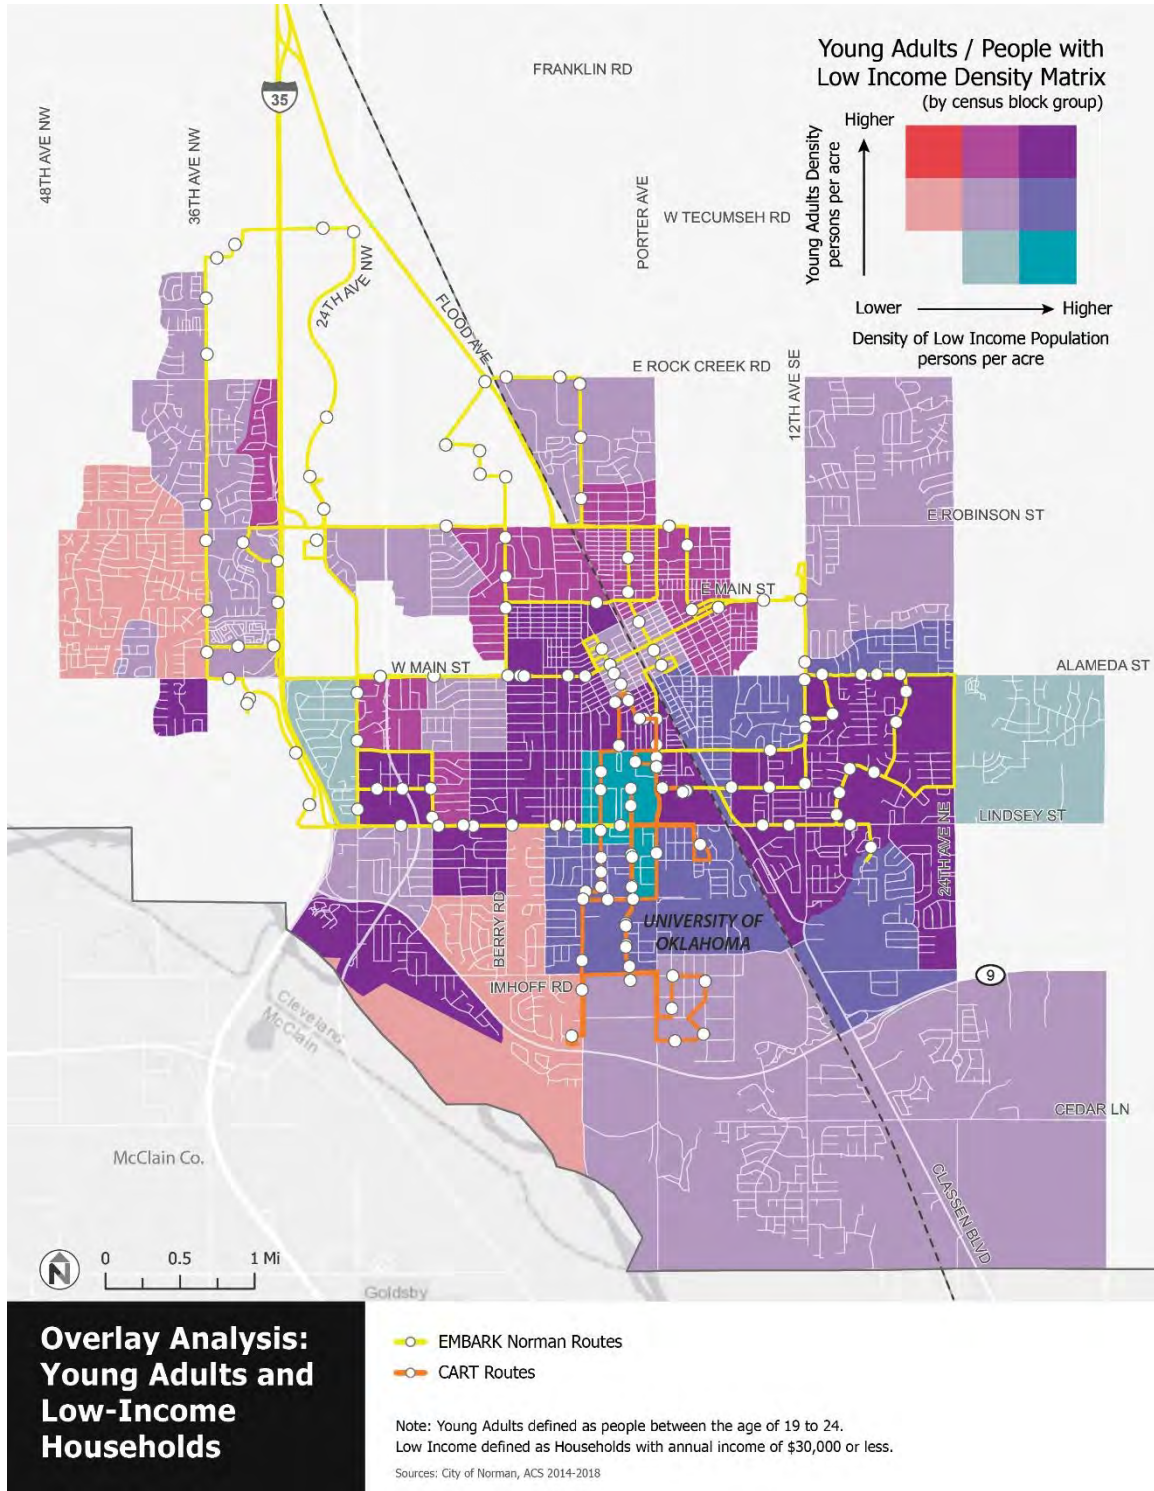 Young Adults / People with
Low Income Density Matrix
(by census block group)
Higher
Young Adults Density
persons per acre
Lower
Higher
Density of Low Income Population
persons per acre
FRANKLIN RD
35
48TH AVE NW
36TH AVE NW
PORTER AVE
W TECUMSEH RD
24TH AVE NW
FLOOD AVE
E ROCK CREEK RD
12TH AVE SE
E ROBINSON ST
E MAIN ST
W MAIN ST
ALAMEDA ST
LINDSEY ST
24TH AVE NE
BERRY RD
UNIVERSITY OF
OKLAHOMA
IMHOFF RD
9
Cleveland
McClain
CEDAR LN
McClain Co.
CLASSEN BLVD
N
0
0.5
1 Mi
Goldsby
Overlay Analysis:
Young Adults and
Low-Income
Households
EMBARK Norman Routes
CART Routes
Note: Young Adults defined as people between the age of 19 to 24.
Low Income defined as Households with annual income of $30,000 or less.
Sources: City of Norman, ACS 2014-2018